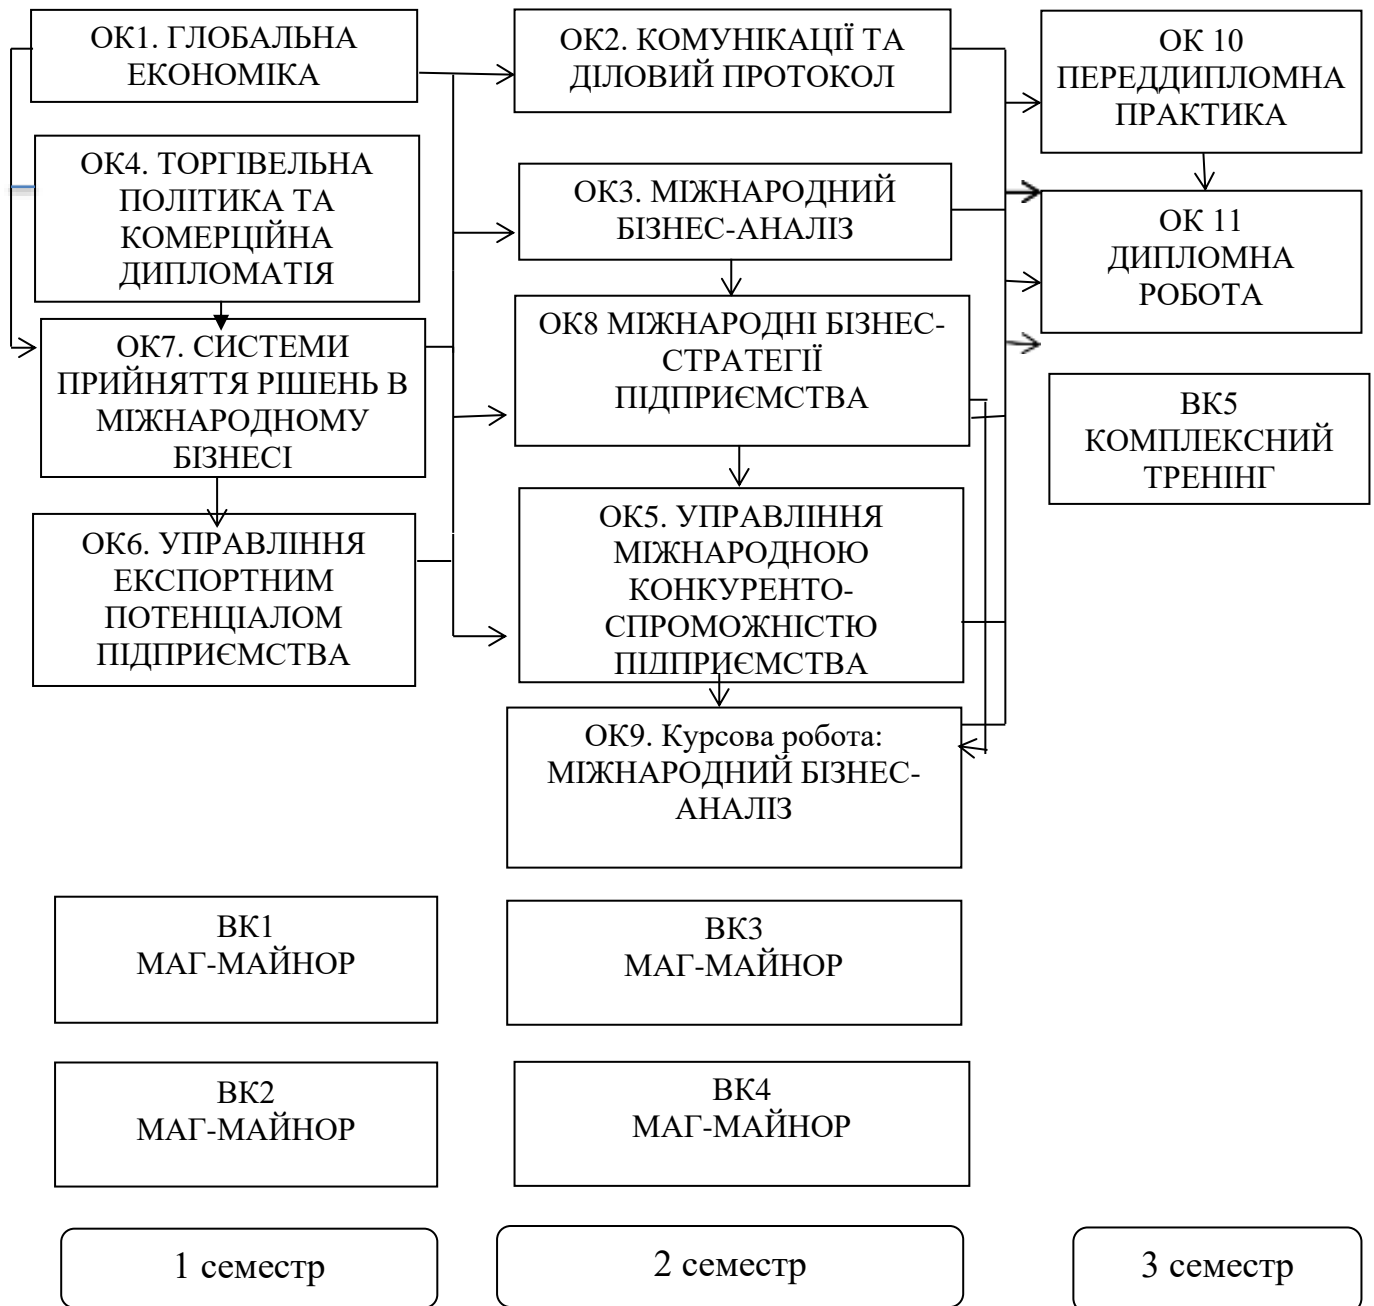 ОК1. ГЛОБАЛЬНА
ЕКОНОМІКА
ОК4. ТОРГІВЕЛЬНА
ПОЛІТИКА ТА
КОМЕРЦІЙНА
ДИПЛОМАТІЯ
ОК7. СИСТЕМИ
ПРИЙНЯТТЯ РІШЕНЬ В
МІЖНАРОДНОМУ
БІЗНЕСІ
ОК6. УПРАВЛІННЯ
ЕКСПОРТНИМ
ПОТЕНЦІАЛОМ
ПІДПРИЄМСТВА
ВК1
МАГ-МАЙНОР
ВК2
МАГ-МАЙНОР
1 семестр
ОК2. КОМУНІКАЦІЇ ТА
ДІЛОВИЙ ПРОТОКОЛ
ОК3. МІЖНАРОДНИЙ
БІЗНЕС-АНАЛІЗ
ОК8 МІЖНАРОДНІ БІЗНЕС-
СТРАТЕГІЇ
ПІДПРИЄМСТВА
ОК5. УПРАВЛІННЯ
МІЖНАРОДНОЮ
КОНКУРЕНТО-
СПРОМОЖНІСТЮ
ПІДПРИЄМСТВА
ОК9. Курсова робота:
МІЖНАРОДНИЙ БІЗНЕС-
АНАЛІЗ
ВК3
МАГ-МАЙНОР
ВК4
МАГ-МАЙНОР
2 семестр
ОК 10
ПЕРЕДДИПЛОМНА
ПРАКТИКА
ОК 11
ДИПЛОМНА
РОБОТА
ВК5
КОМПЛЕКСНИЙ
ТРЕНІНГ
3 семестр